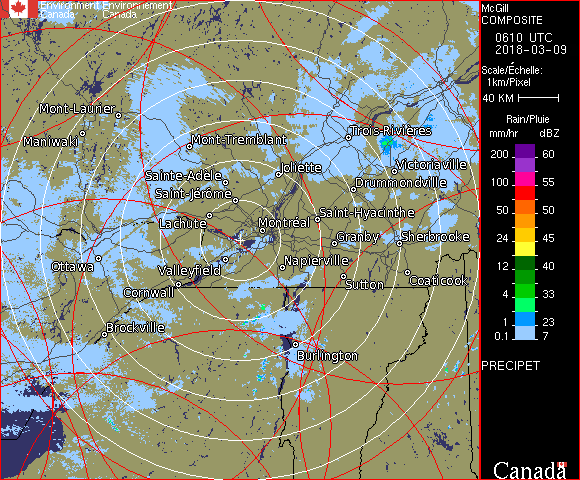 Environment Environnement
Canada Canada
McGill
COMPOSITE
0610 UTC
2018-03-09
Scale/Échelle:
1km/Pixel
40 KM
Rain/Pluie
mm/hr dBZ
200 60
100 55
50 50
24 45
12 40
4 33
1 23
0.1 7
PRECIPET
Canada
Mont-Laurier
Maniwaki
Mont-Tremblant
Trois-Rivières
Joliette
Victoriaville
Sainte-Adèle
Drummondville
Saint-Jérôme
Lachute
Saint-Hyacinthe
Montréal
Granby
Sherbrooke
Ottawa
Valleyfield
Napierville
Cornwall
Sutton
Coaticook
Brockville
Burlington